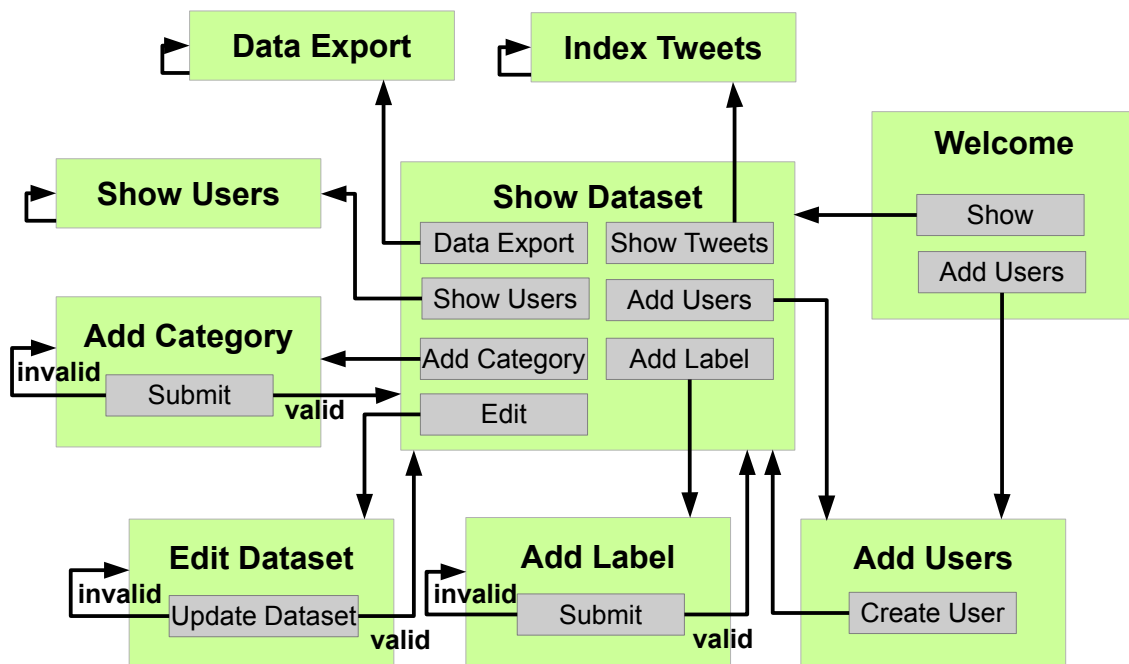 Data Export
Index Tweets
Welcome
Show
Add Users
Show Users
Show Dataset
Data Export
Show Tweets
Show Users
Add Users
Add Category
Add Label
Edit
Add Category
invalid
Submit
valid
Edit Dataset
invalid
Update Dataset
valid
Add Label
invalid
Submit
valid
Add Users
Create User